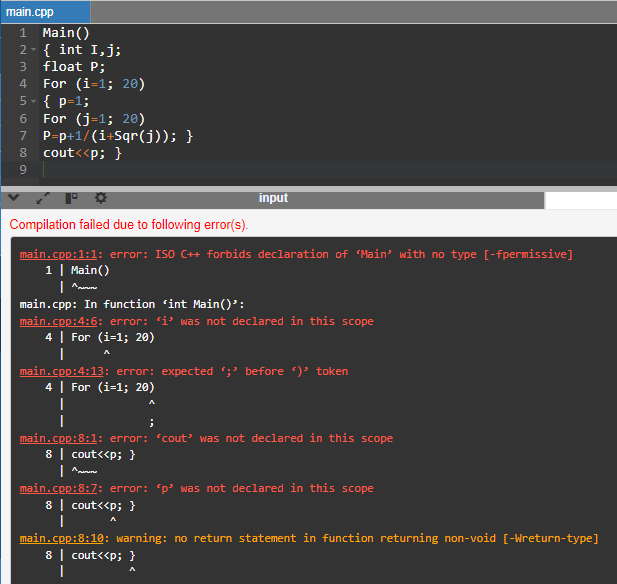 main.cpp
1 Main()
2 { int I,j;
3 float P;
4 For (i=1; 20)
5 { p=1;
6 For (j=1; 20)
7 P=p+1/(i+Sqr(j)); }
8 cout<<p; }
9
input
Compilation failed due to following error(s).
main.cpp:1:1: error: ISO C++ forbids declaration of ‘Main’ with no type [-fpermissive]
1 | Main()
| ^~~~
main.cpp: In function ‘int Main()’:
main.cpp:4:6: error: ‘i’ was not declared in this scope
4 | For (i=1; 20)
| ^
main.cpp:4:13: error: expected ‘;’ before ‘)’ token
4 | For (i=1; 20)
| ^
| ;
main.cpp:8:1: error: ‘cout’ was not declared in this scope
8 | cout<<p; }
| ^~~~
main.cpp:8:7: error: ‘p’ was not declared in this scope
8 | cout<<p; }
| ^
main.cpp:8:10: warning: no return statement in function returning non-void [-Wreturn-type]
8 | cout<<p; }
| ^